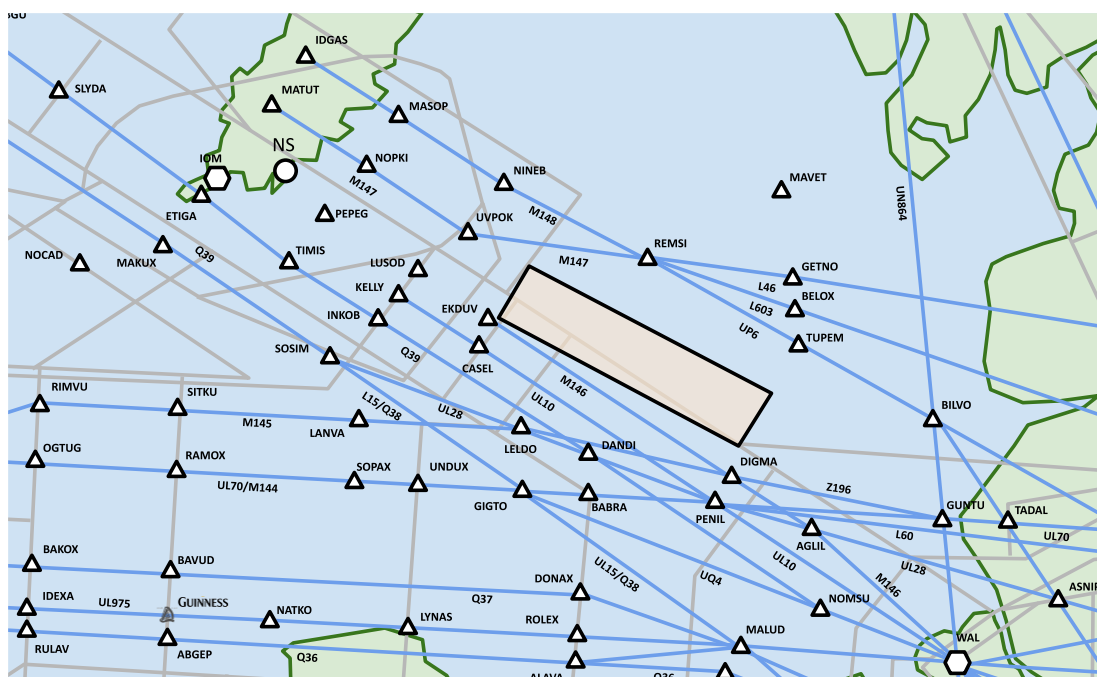 BGU
IDGAS
SLYDA
MATUT
MASOP
NS
IOM
NOPKI
NINEB
MAVET
M147
UN864
ETIGA
PEPEG
M148
UVPOK
Q39
TIMIS
REMSI
NOCAD
MAKUX
LUSOD
M147
GETNO
KELLY
L46
BELOX
L603
INKOB
EKDUV
UP6
TUPEM
SOSIM
Q39
CASEL
M146
RIMVU
SITKU
L15/Q38
UL28
UL10
BILVO
M145
LANVA
LELDO
DANDI
OGTUG
RAMOX
SOPAX
UNDUX
DIGMA
UL70/M144
Z196
GIGTO
BABRA
PENIL
GUNTU
TADAL
AGLIL
L60
UL70
BAKOX
BAVUD
UL10
UL28
UL15/Q38
UQ4
M146
DONAX
ASNIP
IDEXA
UL975
GUINNESS
NATKO
Q37
NOMSU
LYNAS
ROLEX
MALUD
WAL
RULAV
ABGEP
Q36
ALAVA
Q36